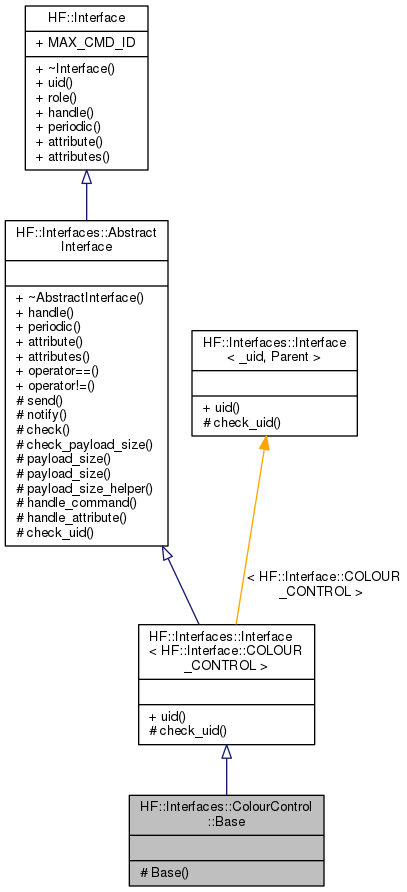 HF::Interface
+ MAX_CMD_ID
+ ~Interface()
+ uid()
+ role()
+ handle()
+ periodic()
+ attribute()
+ attributes()
HF::Interfaces::Abstract
Interface
+ ~AbstractInterface()
+ handle()
+ periodic()
+ attribute()
+ attributes()
+ operator==()
+ operator!=()
# send()
# notify()
# check()
# check_payload_size()
# payload_size()
# payload_size()
# payload_size_helper()
# handle_command()
# handle_attribute()
# check_uid()
HF::Interfaces::Interface
< _uid, Parent >
+ uid()
# check_uid()
< HF::Interface::COLOUR
_CONTROL >
HF::Interfaces::Interface
< HF::Interface::COLOUR
_CONTROL >
+ uid()
# check_uid()
HF::Interfaces::ColourControl
::Base
# Base()